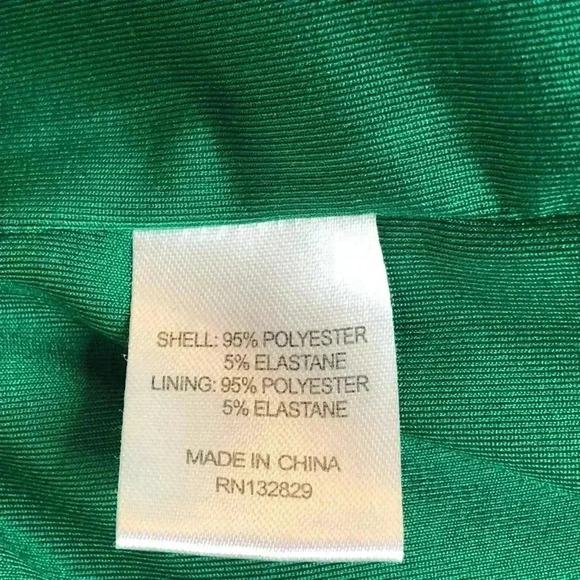 SHELL: 95% POLYESTER
5% ELASTANE
LINING: 95% POLYESTER
5% ELASTANE
MADE IN CHINA
RN132829